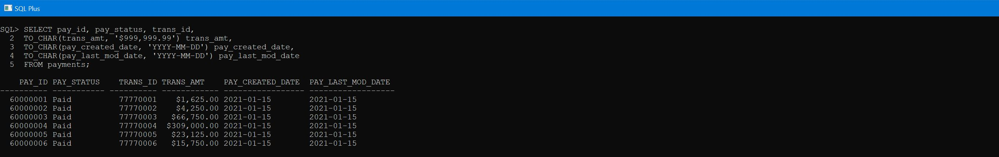 SQL Plus
SQL> SELECT pay_id, pay_status, trans_id,
  2  TO_CHAR(trans_amt, '$999,999.99') trans_amt,
  3  TO_CHAR(pay_created_date, 'YYYY-MM-DD') pay_created_date,
  4  TO_CHAR(pay_last_mod_date, 'YYYY-MM-DD') pay_last_mod_date
  5  FROM payments;
    PAY_ID PAY_STATUS    TRANS_ID TRANS_AMT    PAY_CREATED_DATE  PAY_LAST_MOD_DATE
---------- ----------- ---------- ------------ ----------------- ------------------
  60000001 Paid          77770001    $1,625.00 2021-01-15        2021-01-15
  60000002 Paid          77770002    $4,250.00 2021-01-15        2021-01-15
  60000003 Paid          77770003   $66,750.00 2021-01-15        2021-01-15
  60000004 Paid          77770004  $309,000.00 2021-01-15        2021-01-15
  60000005 Paid          77770005   $23,125.00 2021-01-15        2021-01-15
  60000006 Paid          77770006   $15,750.00 2021-01-15        2021-01-15